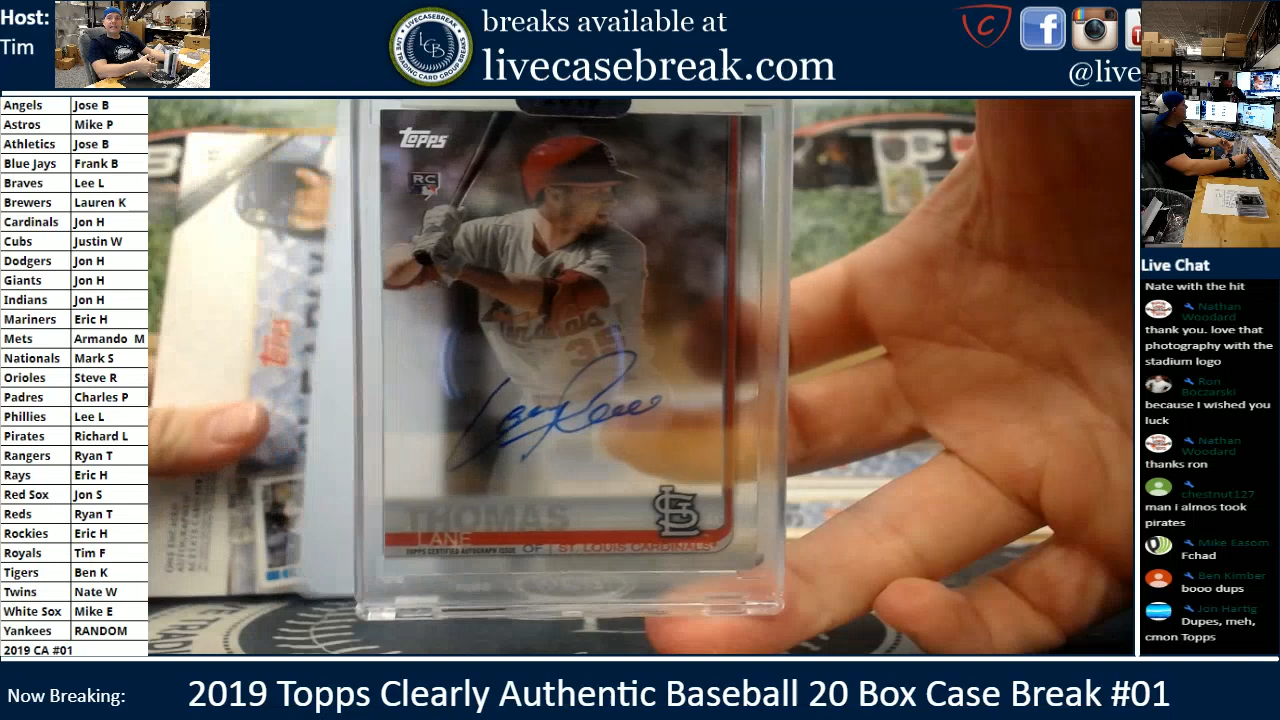 Host:
Tim
breaks available at
livecasebreak.com
@live
Angels Jose B
Astros Mike P
Athletics Jose B
Blue Jays Frank B
Braves Lee L
Brewers Lauren K
Cardinals Jon H
Cubs Justin W
Dodgers Jon H
Giants Jon H
Indians Jon H
Mariners Eric H
Mets Armando M
Nationals Mark S
Orioles Steve R
Padres Charles P
Phillies Lee L
Pirates Richard L
Rangers Ryan T
Rays Eric H
Red Sox Jon S
Reds Ryan T
Rockies Eric H
Royals Tim F
Tigers Ben K
Twins Nate W
White Sox Mike E
Yankees RANDOM
2019 CA #01
topps
RC
35
THOMAS
LANE
TOPPS CERTIFIED AUTOGRAPH ISSUE OF ST. LOUIS CARDINALS
topps
Live Chat
Nate with the hit
Nathan
Woodard
thank you. love that
photography with the
stadium logo
Ron
Boczarski
because I wished you
luck
Nathan
Woodard
thanks ron
chestnut127
man i almos took
pirates
Mike Easom
Fchad
Ben Kimber
booo dups
Jon Hartig
Dupes, meh,
cmon Topps
Now Breaking:
2019 Topps Clearly Authentic Baseball 20 Box Case Break #01